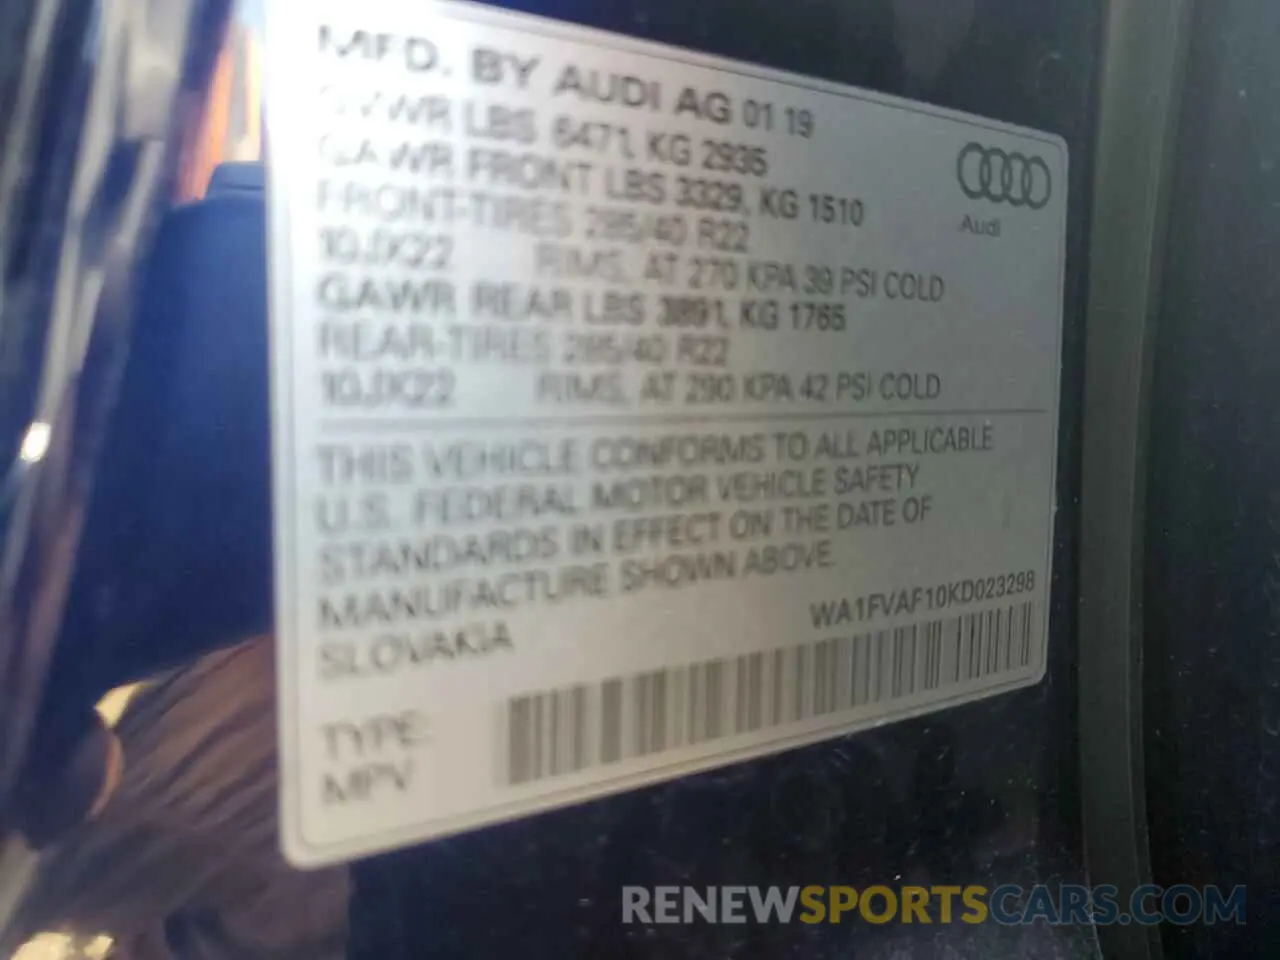 MFD. BY AUDI AG 01 19
GVWR LBS 6471, KG 2935
GAWR FRONT LBS 3329, KG 1510
FRONT-TIRES 285/40 R22
10JX22 RIMS, AT 270 KPA 39 PSI COLD
GAWR REAR LBS 3891, KG 1765
REAR-TIRES 285/40 R22
10JX22 RIMS, AT 290 KPA 42 PSI COLD
Audi
THIS VEHICLE CONFORMS TO ALL APPLICABLE
U.S. FEDERAL MOTOR VEHICLE SAFETY
STANDARDS IN EFFECT ON THE DATE OF
MANUFACTURE SHOWN ABOVE.
SLOVAKIA
WA1FVAF10KD023298
TYPE:
MPV
RENEWSPORTSCARS.COM